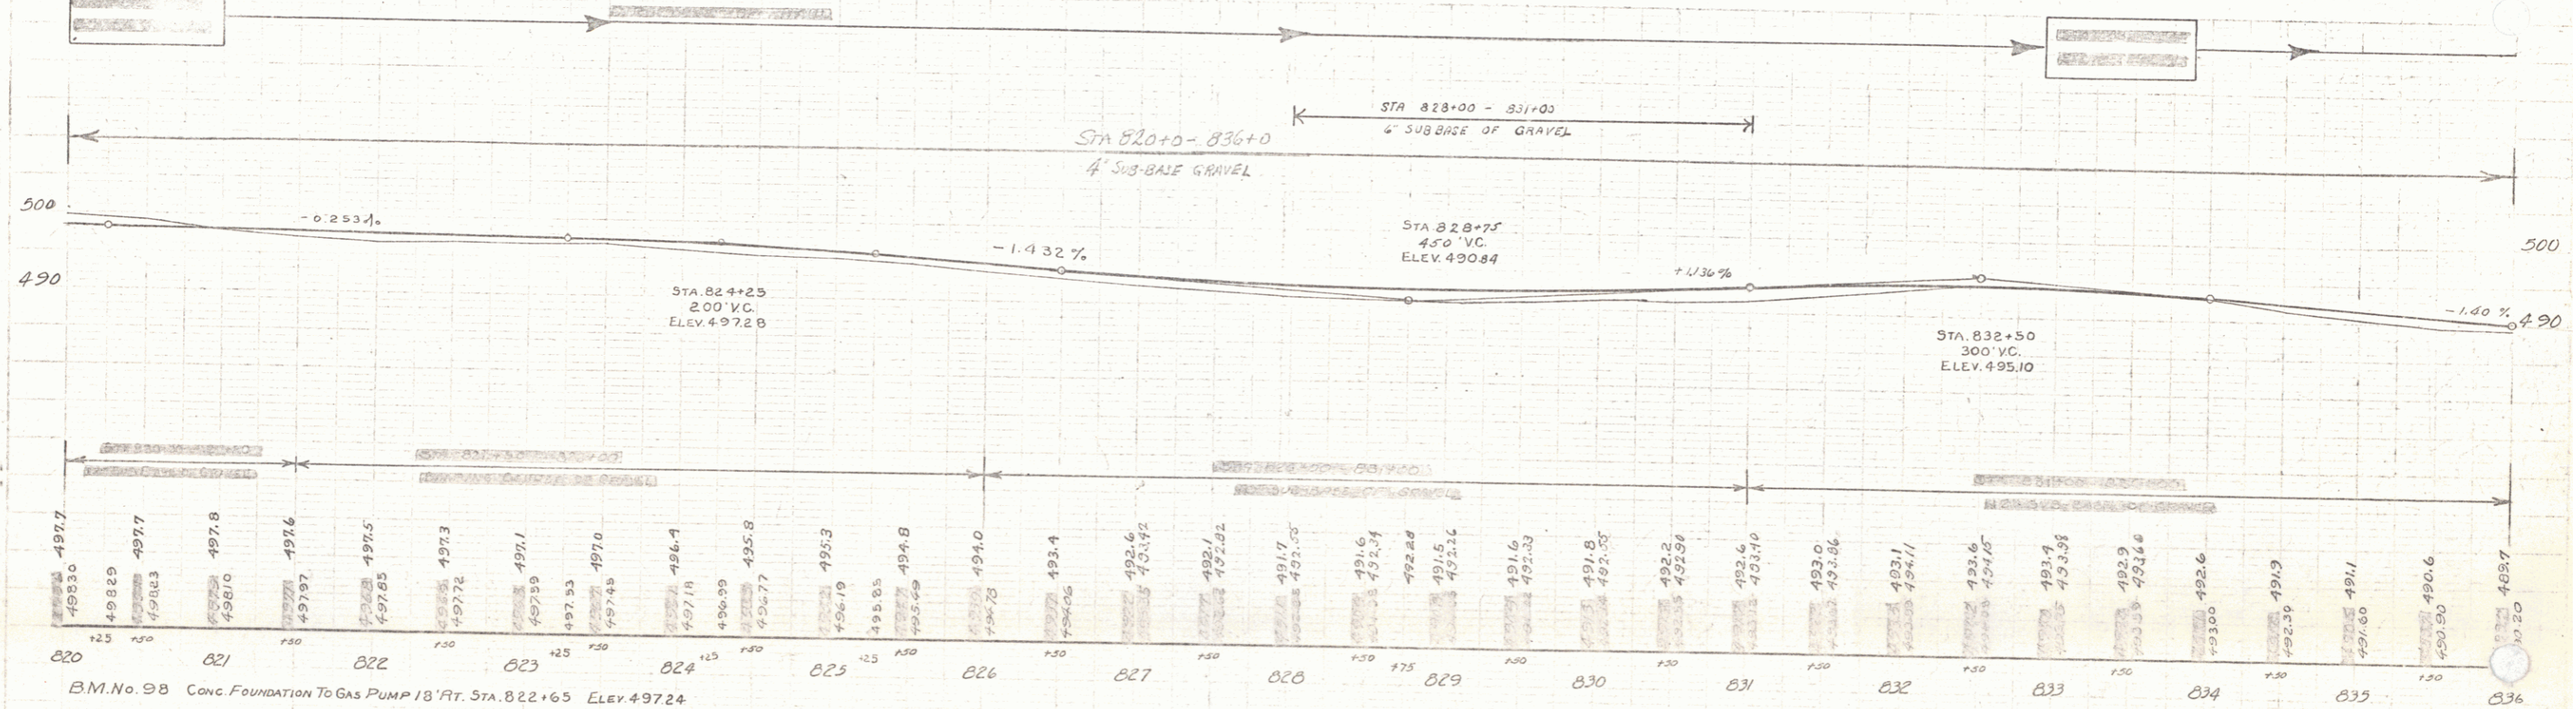 STA 828+00 - 831+00
6" SUBBASE OF GRAVEL
STA 820+0 - 836+0
4" SUB-BASE GRAVEL
500
-0.253%
-1.432%
STA. 828+75
450' V.C.
ELEV. 490.84
+1.136%
500
490
STA. 824+25
200' V.C.
ELEV. 497.28
STA. 832+50
300' V.C.
ELEV. 495.10
-1.40 %
490
497.7 497.7 497.8 497.6 497.5 497.3 497.1 497.0 496.4 495.8 495.3 494.8 494.0 493.4 492.6 492.1 491.7 491.6 491.5 491.6 491.8 492.2 492.6 493.0 493.1 493.6 493.4 492.9 492.6 491.9 491.1 490.6 489.7
498.30 498.29 498.23 498.10 497.97 497.85 497.72 497.59 497.53 497.45 497.18 496.99 496.77 496.19 495.85 495.49 494.78 494.06 493.42 492.82 492.55 492.34 492.28 492.26 492.33 492.55 492.90 493.40 493.86 494.11 494.15 493.98 493.60 493.00 492.30 491.60 490.90
+25 +50 +50 +50 +25 +50 +25 +50 +25 +50 +50 +50 +50 +75 +50 +50 +50 +50 +50 +50 +50
820 821 822 823 824 825 826 827 828 829 830 831 832 833 834 835 836
B.M. No. 98 CONC. FOUNDATION TO GAS PUMP 18' RT. STA. 822+65 ELEV. 497.24